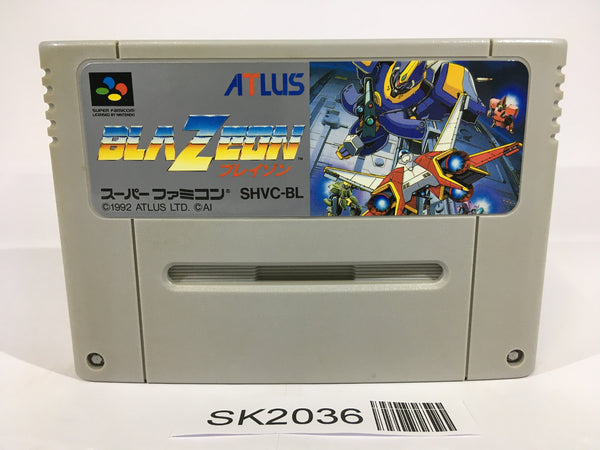 ATLUS
SUPER FAMICOM
LICENSED BY NINTENDO
BLAZEON™
ブレイゾン
スーパーファミコン® SHVC-BL
©1992 ATLUS LTD. ©AI
SK2036